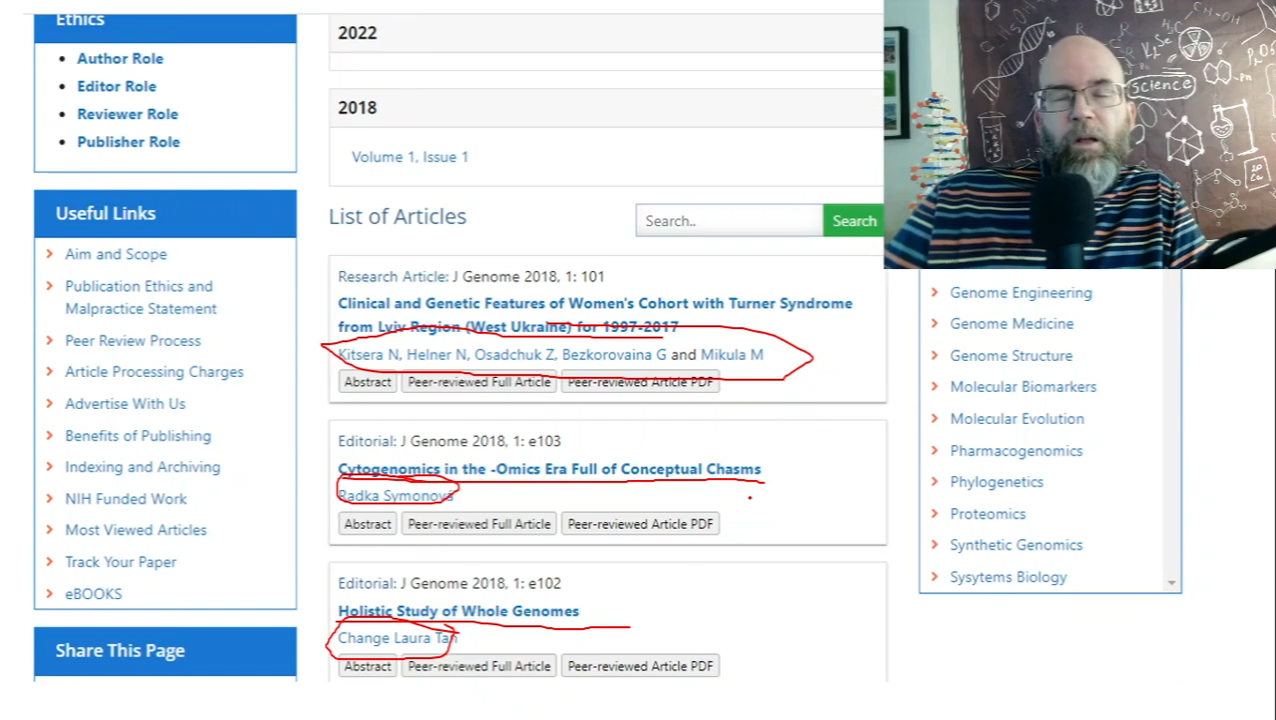 Ethics
Author Role
Editor Role
Reviewer Role
Publisher Role
Useful Links
Aim and Scope
Publication Ethics and
Malpractice Statement
Peer Review Process
Article Processing Charges
Advertise With Us
Benefits of Publishing
Indexing and Archiving
NIH Funded Work
Most Viewed Articles
Track Your Paper
eBOOKS
Share This Page
2022
2018
Volume 1, Issue 1
List of Articles
Search..
Search
Research Article: J Genome 2018, 1: 101
Clinical and Genetic Features of Women's Cohort with Turner Syndrome
from Lviv Region (West Ukraine) for 1997-2017
Kitsera N, Helner N, Osadchuk Z, Bezkorovaina G and Mikula M
Abstract
Peer-reviewed Full Article
Peer-reviewed Article PDF
Editorial: J Genome 2018, 1: e103
Cytogenomics in the -Omics Era Full of Conceptual Chasms
Radka Symonová
Abstract
Peer-reviewed Full Article
Peer-reviewed Article PDF
Editorial: J Genome 2018, 1: e102
Holistic Study of Whole Genomes
Change Laura Tan
Abstract
Peer-reviewed Full Article
Peer-reviewed Article PDF
science
Genome Engineering
Genome Medicine
Genome Structure
Molecular Biomarkers
Molecular Evolution
Pharmacogenomics
Phylogenetics
Proteomics
Synthetic Genomics
Sysytems Biology